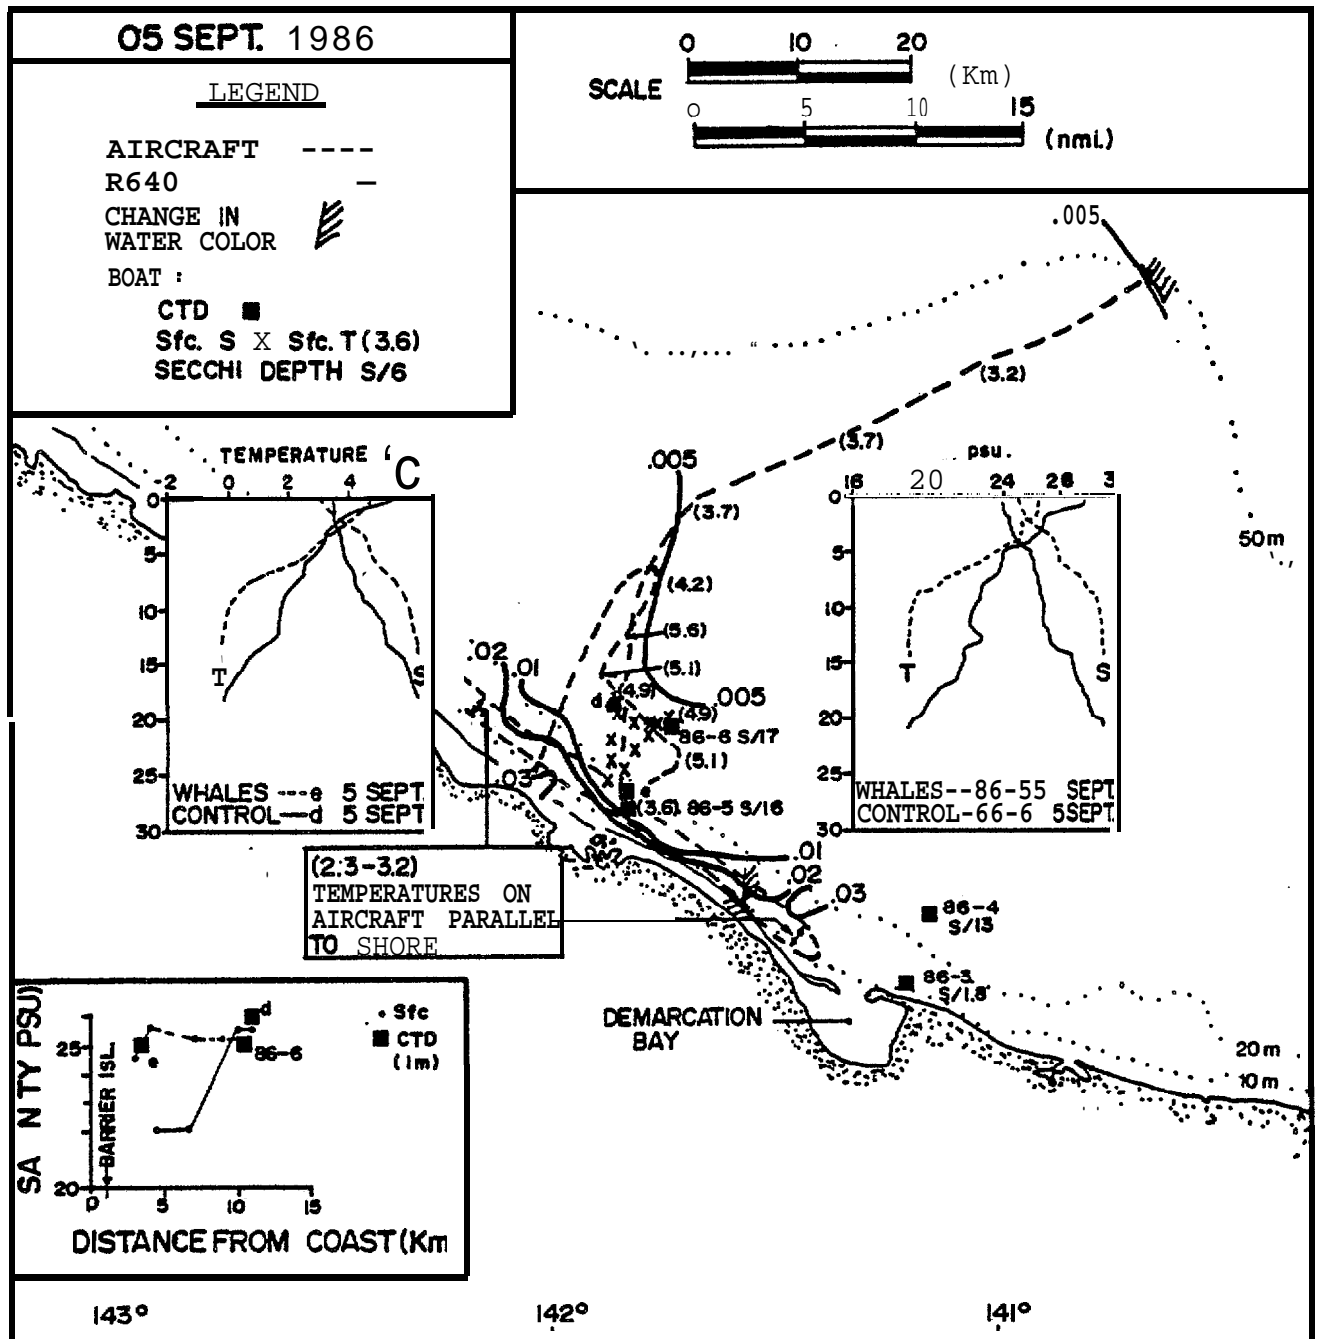 05 SEPT. 1986
LEGEND
AIRCRAFT ----
R640 —
CHANGE IN
WATER COLOR
BOAT :
CTD ■
Sfc. S X Sfc. T (3.6)
SECCHI DEPTH S/6
SCALE
0 10 20
(Km)
0 5 10 15
(nmi.)
.005
(3.2)
(3.7)
.005
(3.7)
50m
(4.2)
(5.6)
(5.1)
(4.9)
d
.005
(4.9)
86-6 S/17
(5.1)
e
(3.6) 86-5 S/16
.02
.01
.03
.01
.02
.03
86-4
S/13
86-3
S/1.8
20m
10m
DEMARCATION
BAY
TEMPERATURE 'C
-2 0 2 4
0
5
10
15
20
25
30
T
S
WHALES ---e 5 SEPT
CONTROL—d 5 SEPT
psu.
16 20 24 26 3
0
5
10
15
20
25
30
T
S
WHALES--86-55 SEPT
CONTROL-66-6 5SEPT.
(2:3-3.2)
TEMPERATURES ON
AIRCRAFT PARALLEL
TO SHORE
SA N TY PSU)
25
20
BARRIER ISL.
d
e
86-6
• Sfc
■ CTD
(1m)
0 5 10 15
DISTANCE FROM COAST (Km
143° 142° 141°